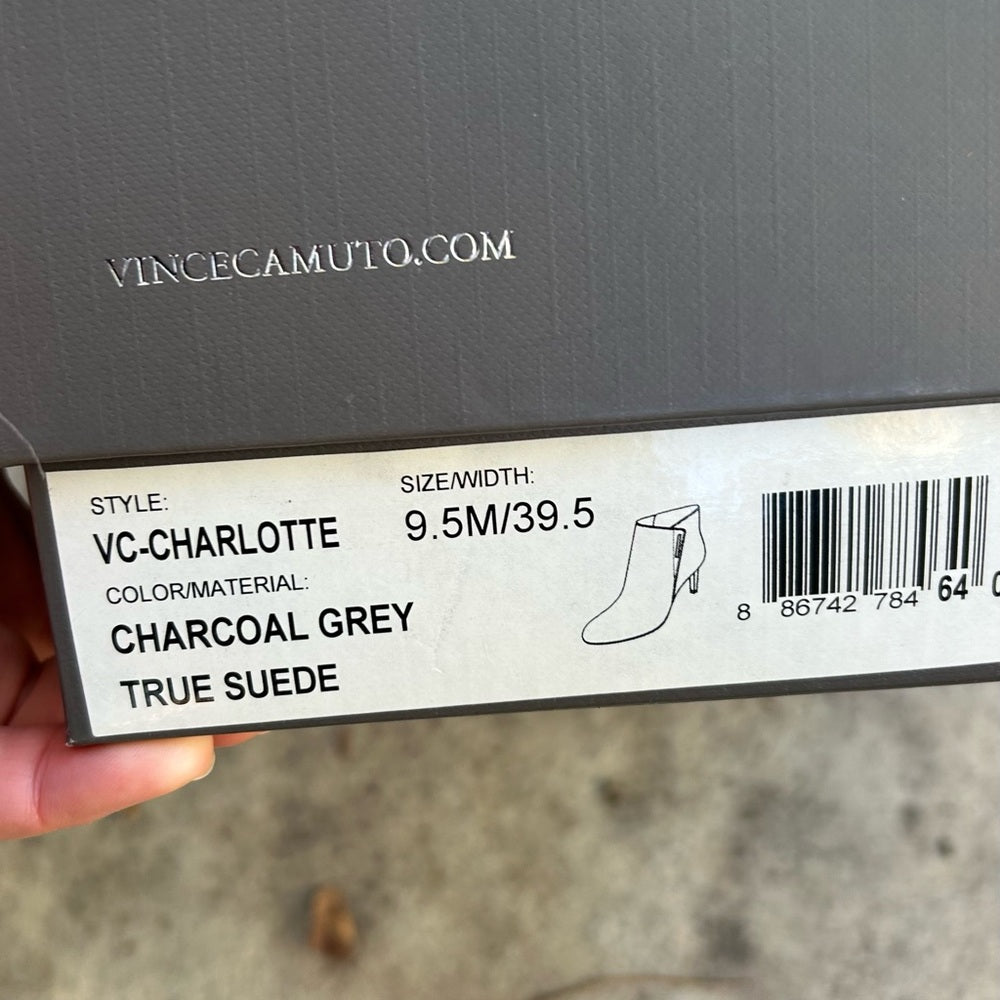 VINCECAMUTO.COM
STYLE:
VC-CHARLOTTE
SIZE/WIDTH:
9.5M/39.5
COLOR/MATERIAL:
CHARCOAL GREY
TRUE SUEDE
8 86742 784 64